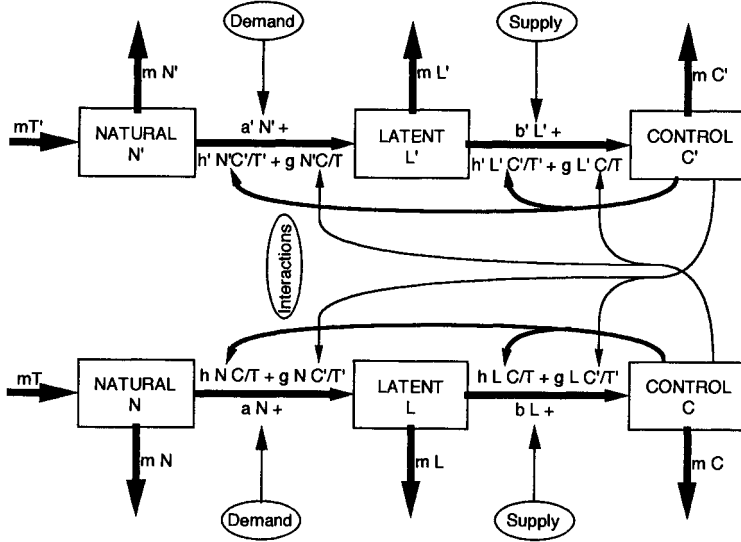 Demand
Supply
m N'
m L'
m C'
mT'
NATURAL
N'
a' N' +
h' N'C'/T' + g N'C/T
LATENT
L'
b' L' +
h' L' C'/T' + g L' C/T
CONTROL
C'
Interactions
mT
NATURAL
N
h N C/T + g N C'/T'
a N +
LATENT
L
h L C/T + g L C'/T'
b L +
CONTROL
C
m N
m L
m C
Demand
Supply